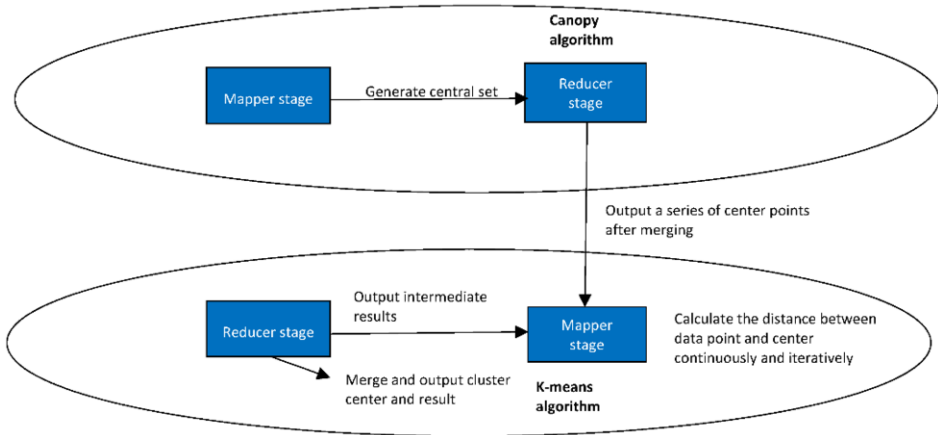 Canopy
algorithm
Mapper stage
Generate central set
Reducer
stage
Output a series of center points
after merging
Output intermediate
results
Reducer stage
Mapper
stage
Calculate the distance between
data point and center
continuously and iteratively
Merge and output cluster
center and result
K-means
algorithm